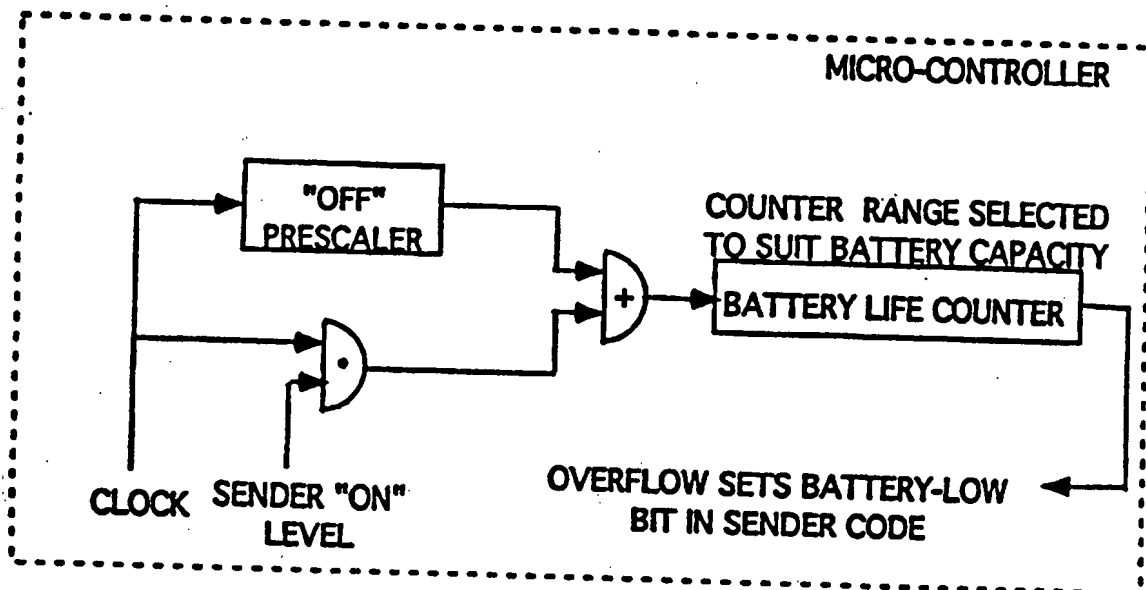 MICRO-CONTROLLER
"OFF"
PRESCALER
COUNTER RANGE SELECTED
TO SUIT BATTERY CAPACITY
+
BATTERY LIFE COUNTER
•
CLOCK
SENDER "ON"
LEVEL
OVERFLOW SETS BATTERY-LOW
BIT IN SENDER CODE